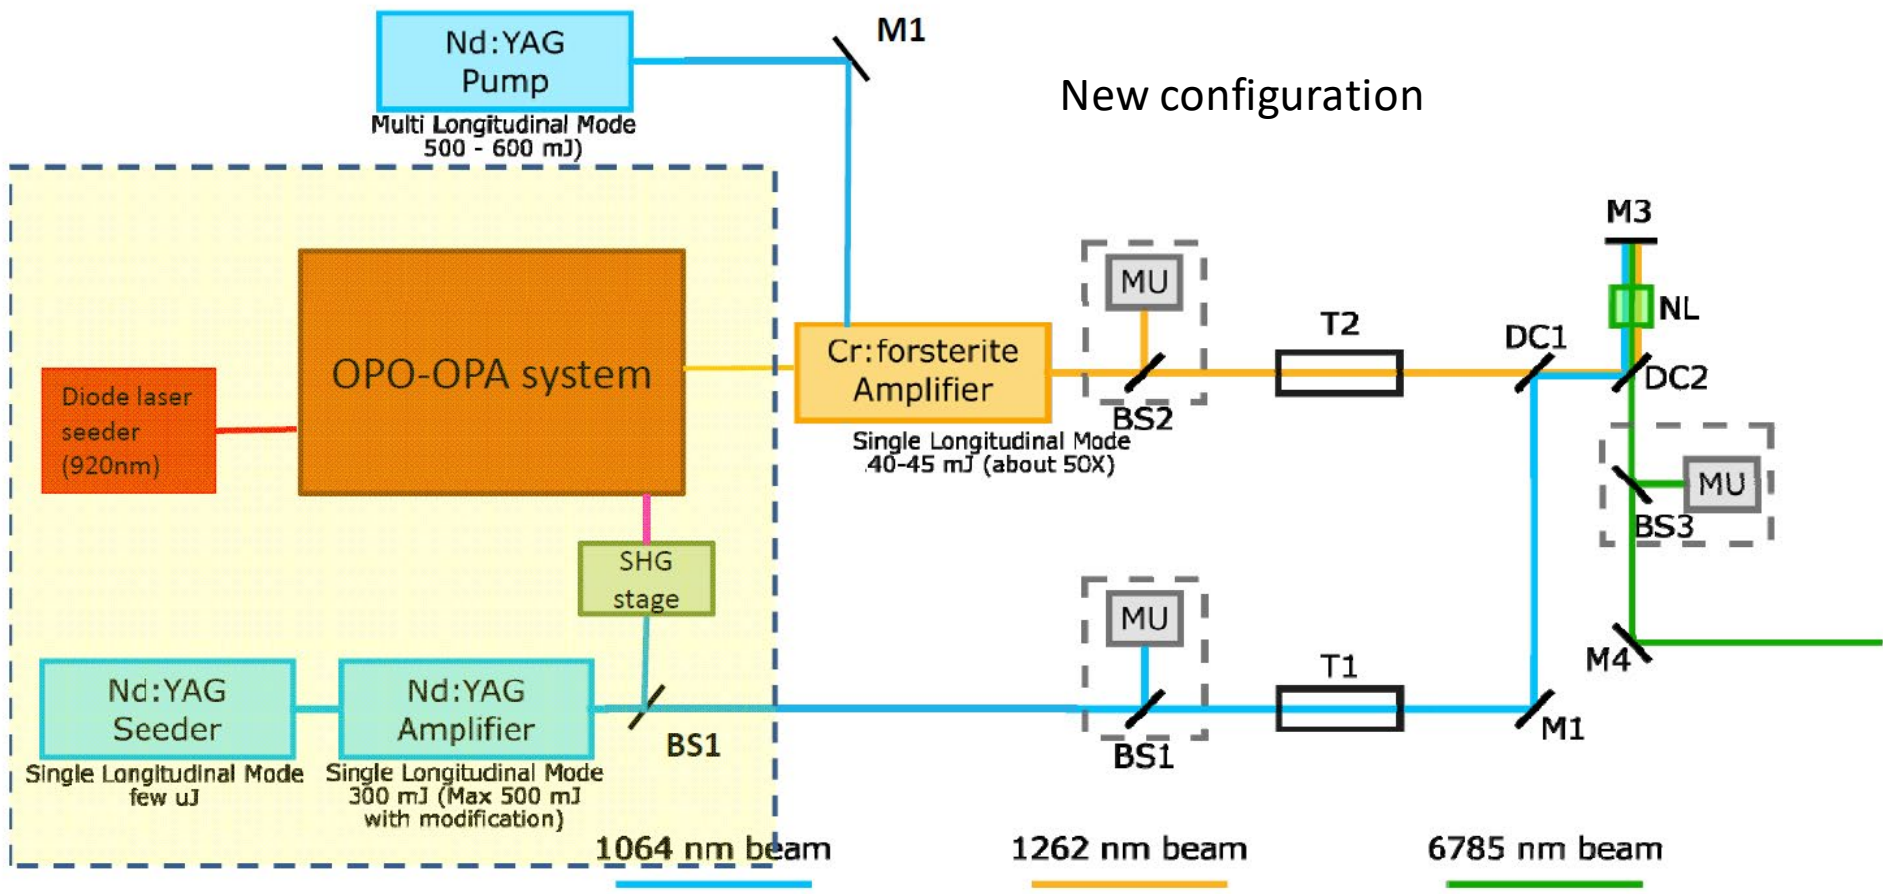 M1
Nd:YAG
Pump
Multi Longitudinal Mode
500 - 600 mJ)
New configuration
M3
NL
DC1
DC2
MU
T2
BS2
OPO-OPA system
Cr:forsterite
Amplifier
Single Longitudinal Mode
40-45 mJ (about 50X)
Diode laser
seeder
(920nm)
MU
BS3
SHG
stage
MU
T1
M4
M1
BS1
Nd:YAG
Seeder
Single Longitudinal Mode
few uJ
Nd:YAG
Amplifier
Single Longitudinal Mode
300 mJ (Max 500 mJ
with modification)
BS1
1064 nm beam
1262 nm beam
6785 nm beam